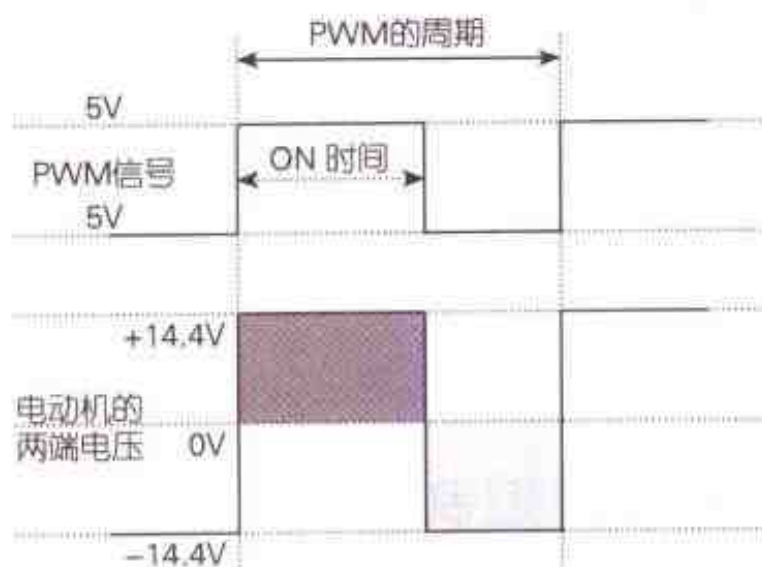 PWM的周期
5V
PWM信号
ON 时间
5V
+14.4V
电动机的
两端电压 0V
-14.4V